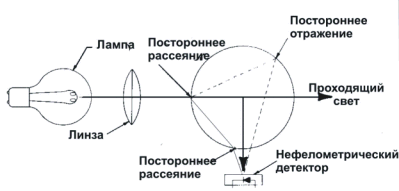 Лампа
Линза
Постороннее
рассеяние
Постороннее
отражение
Проходящий
свет
Постороннее
рассеяние
Нефелометрический
детектор